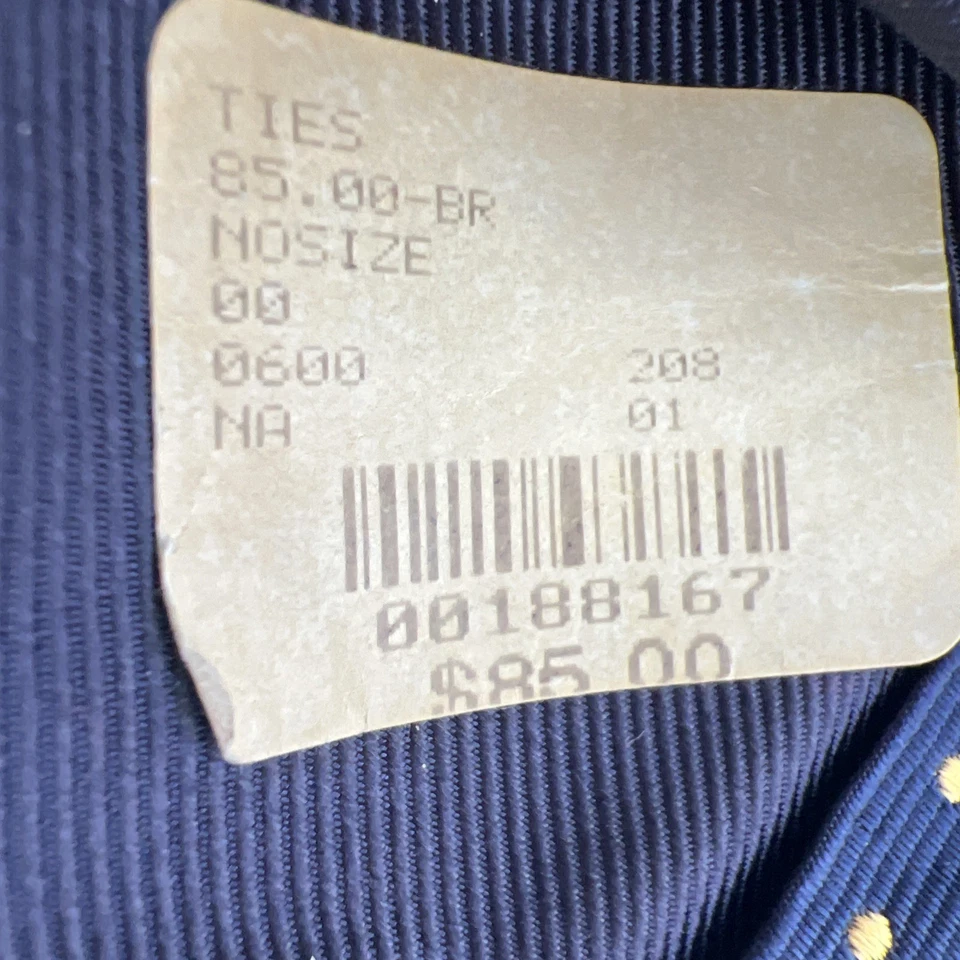 TIES
85.00-BR
NOSIZE
00
0600 208
NA 01
00188167
$85.00